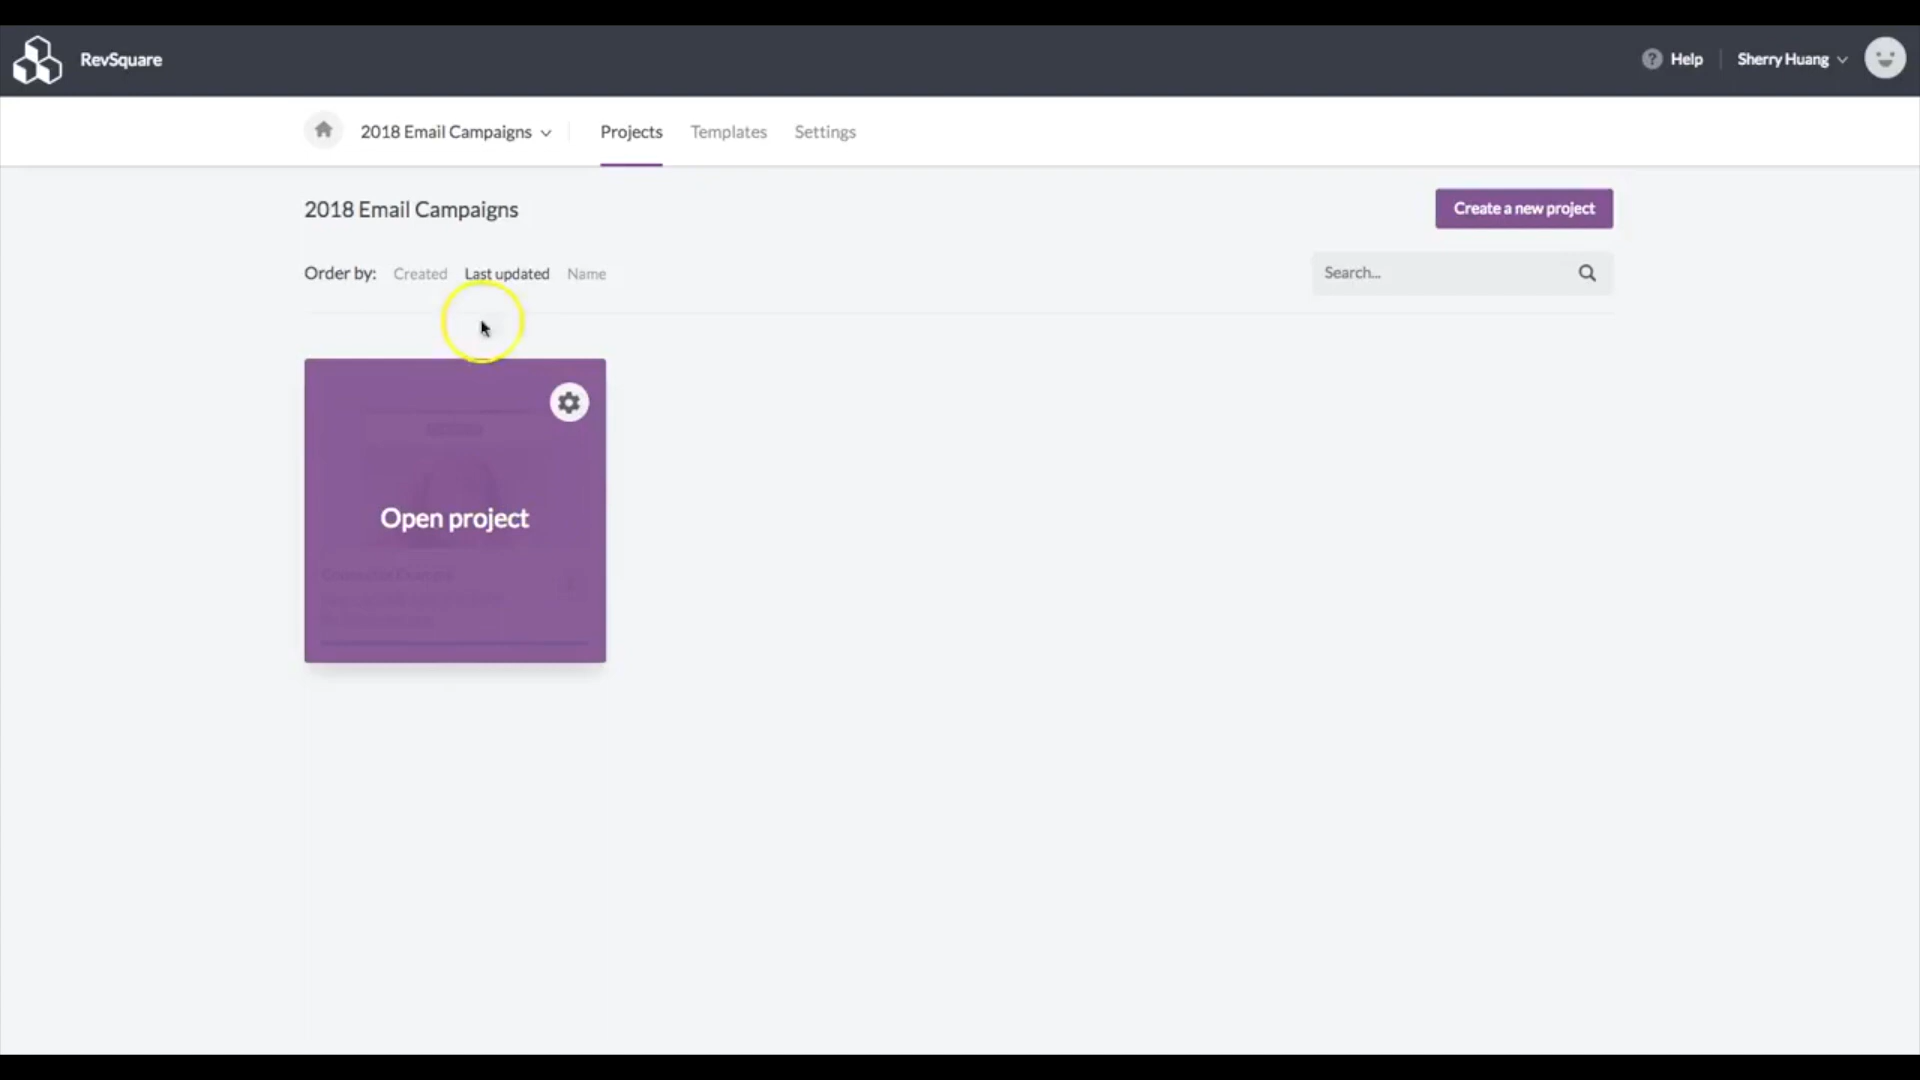 RevSquare
Help
Sherry Huang
2018 Email Campaigns
Projects
Templates
Settings
2018 Email Campaigns
Create a new project
Order by:
Created
Last updated
Name
Search...
Open project